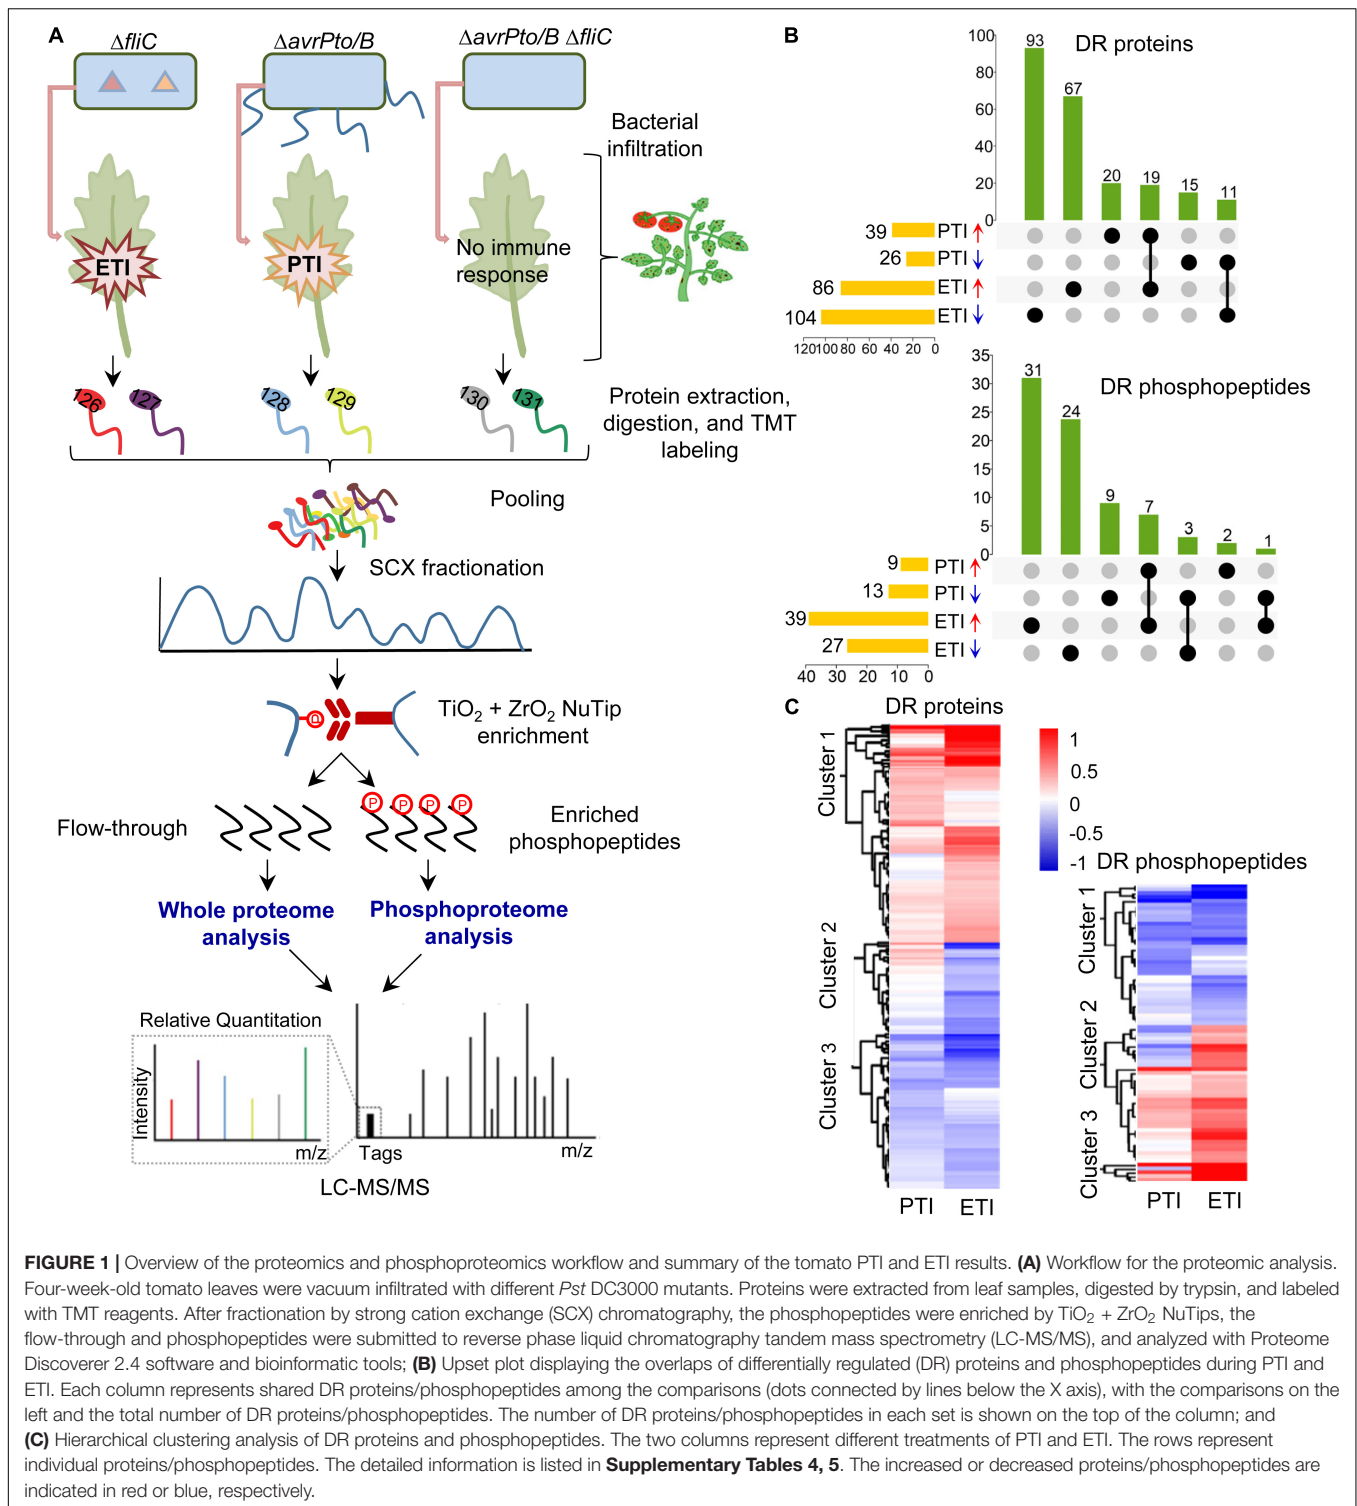 A
ΔfliC
ΔavrPto/B
ΔavrPto/B ΔfliC
Bacterial
infiltration
ETI
PTI
No immune
response
126
127
128
129
130
131
Protein extraction,
digestion, and TMT
labeling
Pooling
SCX fractionation
TiO2 + ZrO2 NuTip
enrichment
P
P P P P
Flow-through
Enriched
phosphopeptides
Whole proteome
analysis
Phosphoproteome
analysis
Relative Quantitation
Intensity
m/z
Tags
m/z
LC-MS/MS
B
DR proteins
100
80
60
40
20
0
93
67
20
19
15
11
39 PTI ↑
26 PTI ↓
86 ETI ↑
104 ETI ↓
120 100 80 60 40 20 0
DR phosphopeptides
35
30
25
20
15
10
5
0
31
24
9
7
3
2
1
9 PTI ↑
13 PTI ↓
39 ETI ↑
27 ETI ↓
40 30 20 10 0
C
DR proteins
Cluster 1
Cluster 2
Cluster 3
PTI ETI
1
0.5
0
-0.5
-1
DR phosphopeptides
Cluster 1
Cluster 2
Cluster 3
PTI ETI
FIGURE 1 | Overview of the proteomics and phosphoproteomics workflow and summary of the tomato PTI and ETI results. (A) Workflow for the proteomic analysis.
Four-week-old tomato leaves were vacuum infiltrated with different Pst DC3000 mutants. Proteins were extracted from leaf samples, digested by trypsin, and labeled
with TMT reagents. After fractionation by strong cation exchange (SCX) chromatography, the phosphopeptides were enriched by TiO2 + ZrO2 NuTips, the
flow-through and phosphopeptides were submitted to reverse phase liquid chromatography tandem mass spectrometry (LC-MS/MS), and analyzed with Proteome
Discoverer 2.4 software and bioinformatic tools; (B) Upset plot displaying the overlaps of differentially regulated (DR) proteins and phosphopeptides during PTI and
ETI. Each column represents shared DR proteins/phosphopeptides among the comparisons (dots connected by lines below the X axis), with the comparisons on the
left and the total number of DR proteins/phosphopeptides. The number of DR proteins/phosphopeptides in each set is shown on the top of the column; and
(C) Hierarchical clustering analysis of DR proteins and phosphopeptides. The two columns represent different treatments of PTI and ETI. The rows represent
individual proteins/phosphopeptides. The detailed information is listed in Supplementary Tables 4, 5. The increased or decreased proteins/phosphopeptides are
indicated in red or blue, respectively.